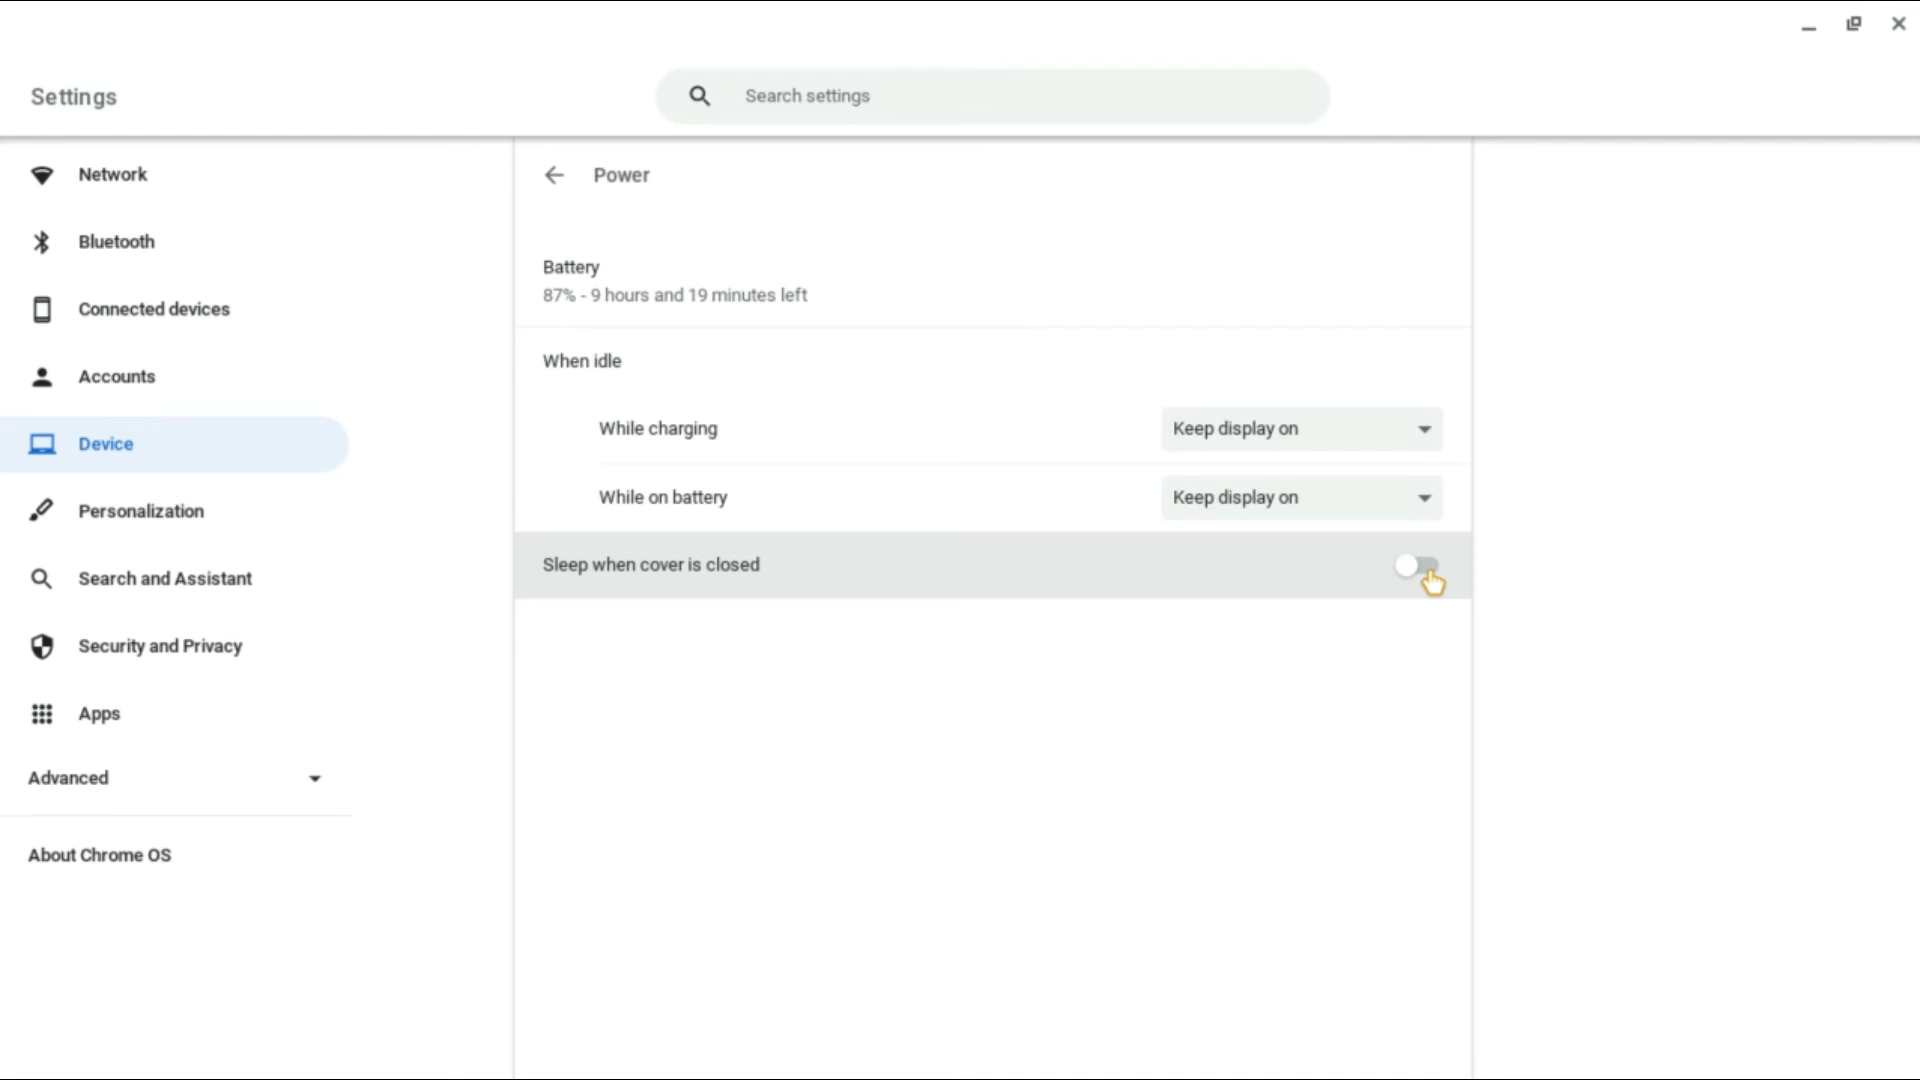 Settings
Search settings
Network
Bluetooth
Connected devices
Accounts
Device
Personalization
Search and Assistant
Security and Privacy
Apps
Advanced
About Chrome OS
Power
Battery
87% - 9 hours and 19 minutes left
When idle
While charging
Keep display on
While on battery
Keep display on
Sleep when cover is closed